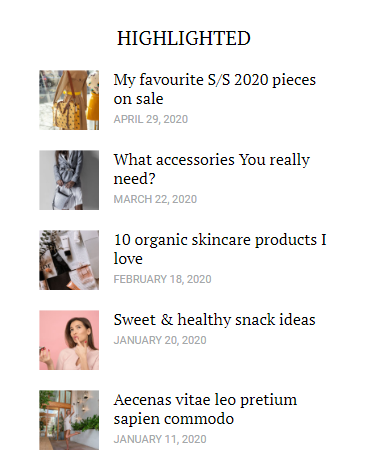 HIGHLIGHTED
My favourite S/S 2020 pieces
on sale
APRIL 29, 2020
What accessories You really
need?
MARCH 22, 2020
10 organic skincare products I
love
FEBRUARY 18, 2020
Sweet & healthy snack ideas
JANUARY 20, 2020
Aecenas vitae leo pretium
sapien commodo
JANUARY 11, 2020